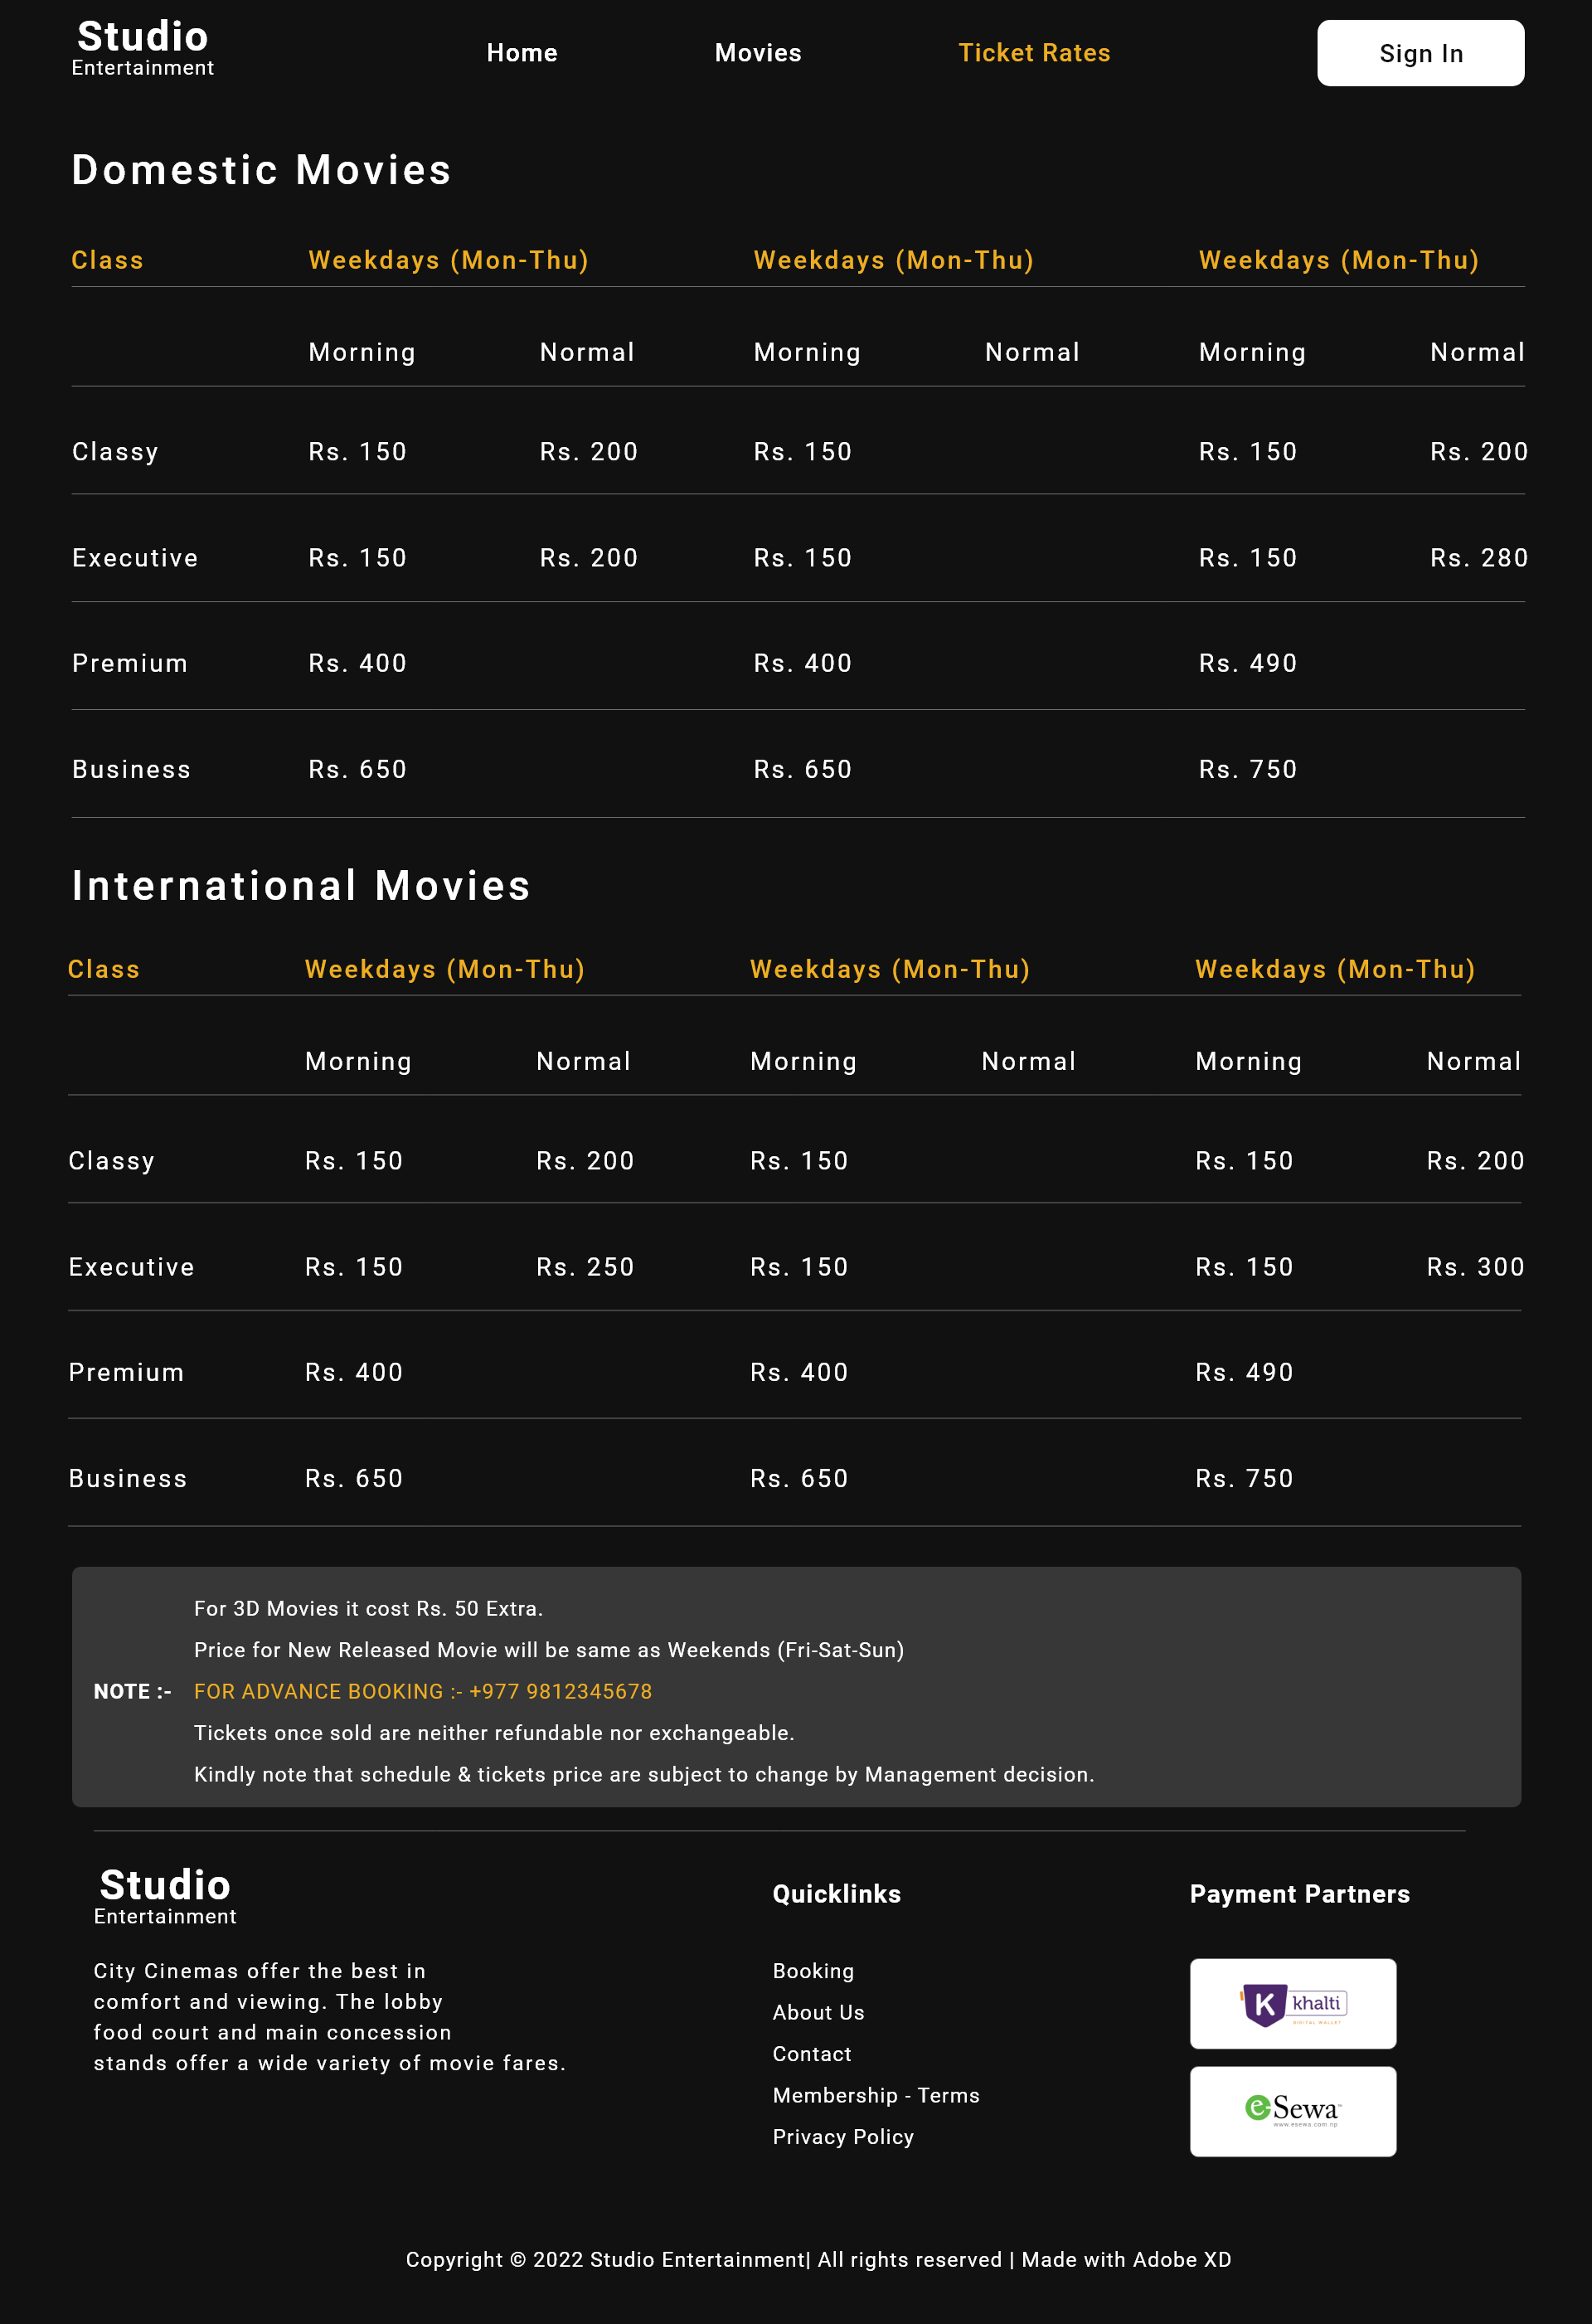 Studio
Entertainment
Home Movies Ticket Rates Sign In
Domestic Movies
Class Weekdays (Mon-Thu) Weekdays (Mon-Thu) Weekdays (Mon-Thu)
Morning Normal Morning Normal Morning Normal
Classy Rs. 150 Rs. 200 Rs. 150 Rs. 150 Rs. 200
Executive Rs. 150 Rs. 200 Rs. 150 Rs. 150 Rs. 280
Premium Rs. 400 Rs. 400 Rs. 490
Business Rs. 650 Rs. 650 Rs. 750
International Movies
Class Weekdays (Mon-Thu) Weekdays (Mon-Thu) Weekdays (Mon-Thu)
Morning Normal Morning Normal Morning Normal
Classy Rs. 150 Rs. 200 Rs. 150 Rs. 150 Rs. 200
Executive Rs. 150 Rs. 250 Rs. 150 Rs. 150 Rs. 300
Premium Rs. 400 Rs. 400 Rs. 490
Business Rs. 650 Rs. 650 Rs. 750
For 3D Movies it cost Rs. 50 Extra.
Price for New Released Movie will be same as Weekends (Fri-Sat-Sun)
NOTE :- FOR ADVANCE BOOKING :- +977 9812345678
Tickets once sold are neither refundable nor exchangeable.
Kindly note that schedule & tickets price are subject to change by Management decision.
Studio
Entertainment
City Cinemas offer the best in
comfort and viewing. The lobby
food court and main concession
stands offer a wide variety of movie fares.
Quicklinks
Booking
About Us
Contact
Membership - Terms
Privacy Policy
Payment Partners
K khalti
DIGITAL WALLET
e-Sewa™
www.esewa.com.np
Copyright © 2022 Studio Entertainment| All rights reserved | Made with Adobe XD